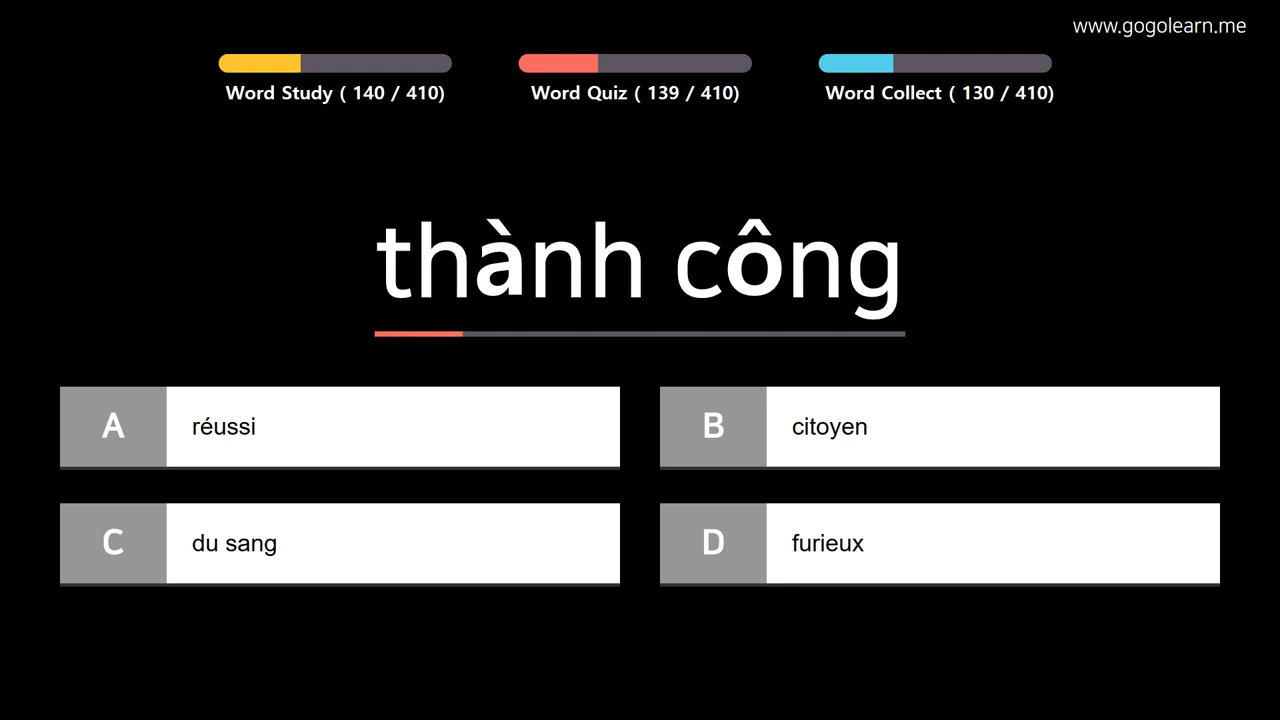 www.gogolearn.me
Word Study ( 140 / 410)
Word Quiz ( 139 / 410)
Word Collect ( 130 / 410)
thành công
A
réussi
B
citoyen
C
du sang
D
furieux